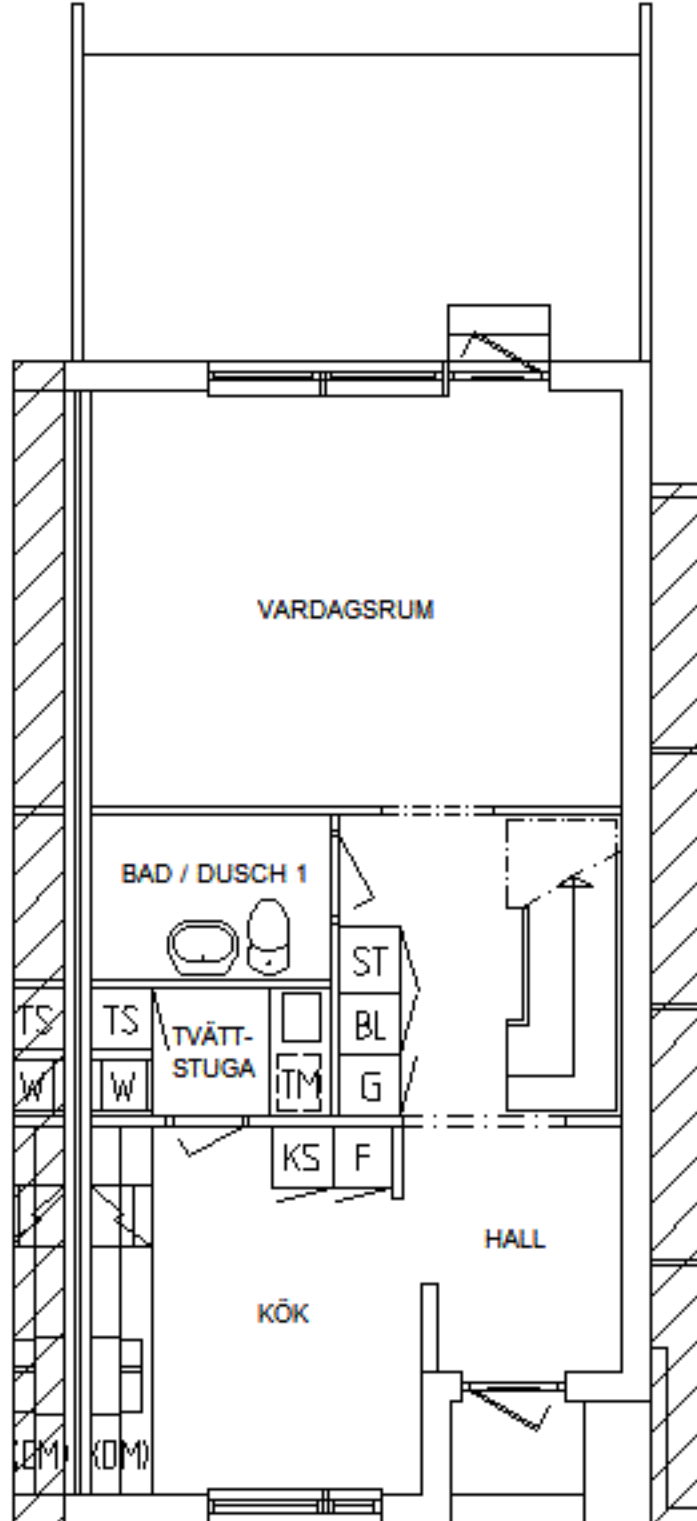 VARDAGSRUM
BAD / DUSCH 1
ST
TS TS
TVÄTT-
STUGA
BL
W W
TM
G
KS F
HALL
KÖK
(DM) (DM)